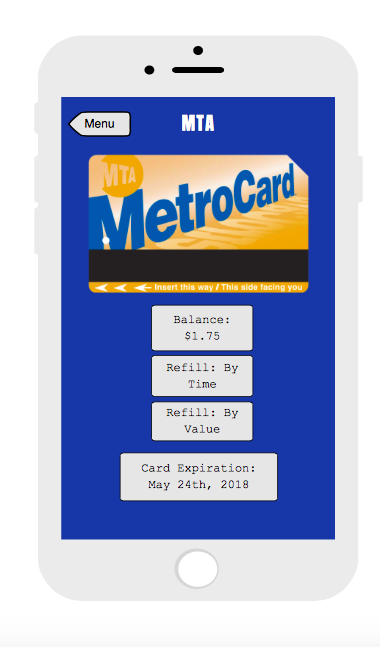 Menu
MTA
MTA
MetroCard
Insert this way / This side facing you
Balance:
$1.75
Refill: By
Time
Refill: By
Value
Card Expiration:
May 24th, 2018